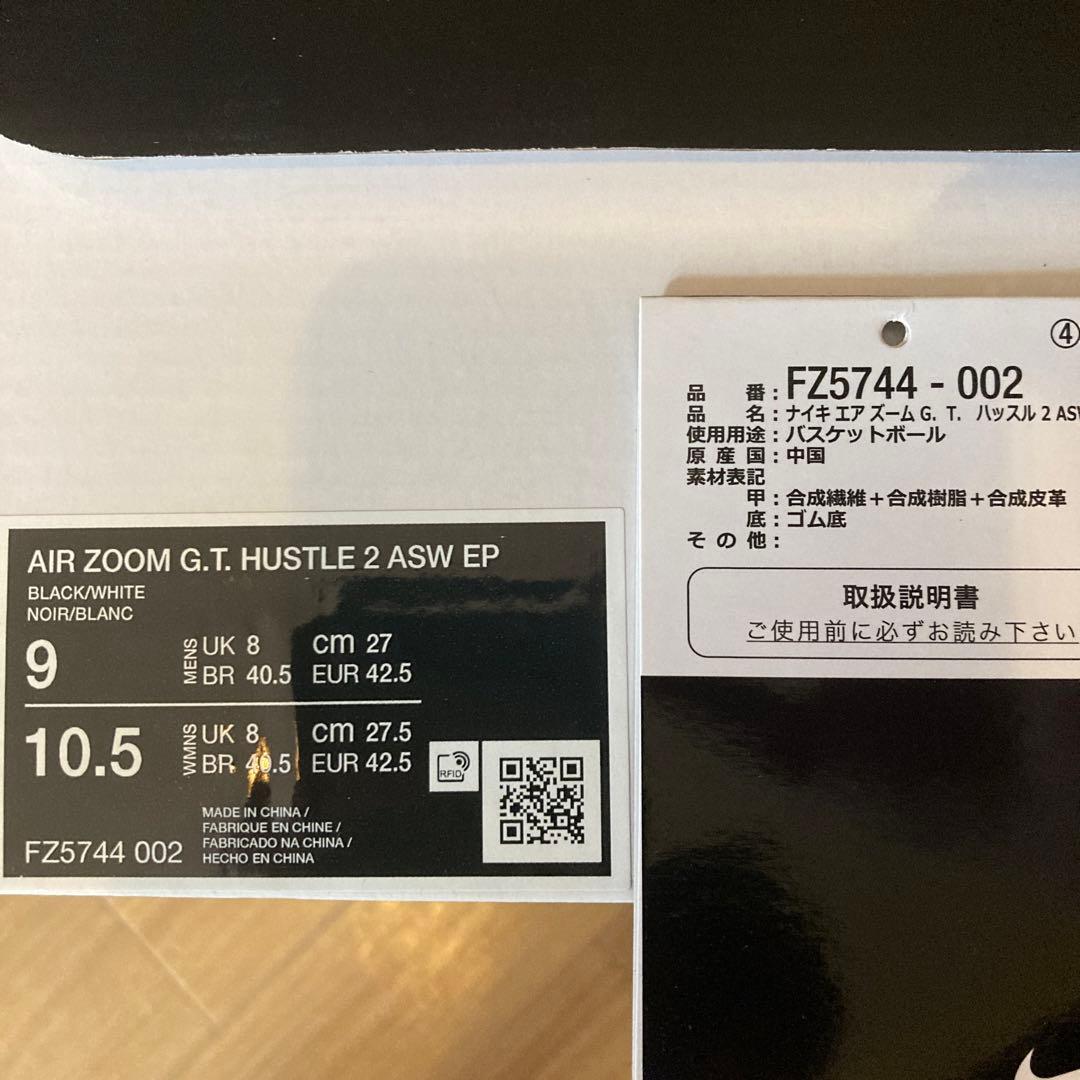 AIR ZOOM G.T. HUSTLE 2 ASW EP
BLACK/WHITE
NOIR/BLANC
9 MENS UK 8 cm 27
BR 40.5 EUR 42.5
10.5 WMNS UK 8 cm 27.5
BR 40.5 EUR 42.5
RFID
MADE IN CHINA /
FABRIQUE EN CHINE /
FABRICADO NA CHINA /
HECHO EN CHINA
FZ5744 002
④
品 番：FZ5744 - 002
品 名：ナイキ エア ズーム G. T. ハッスル 2 ASW
使用用途：バスケットボール
原産国：中国
素材表記
甲：合成繊維＋合成樹脂＋合成皮革
底：ゴム底
その他：
取扱説明書
ご使用前に必ずお読み下さい